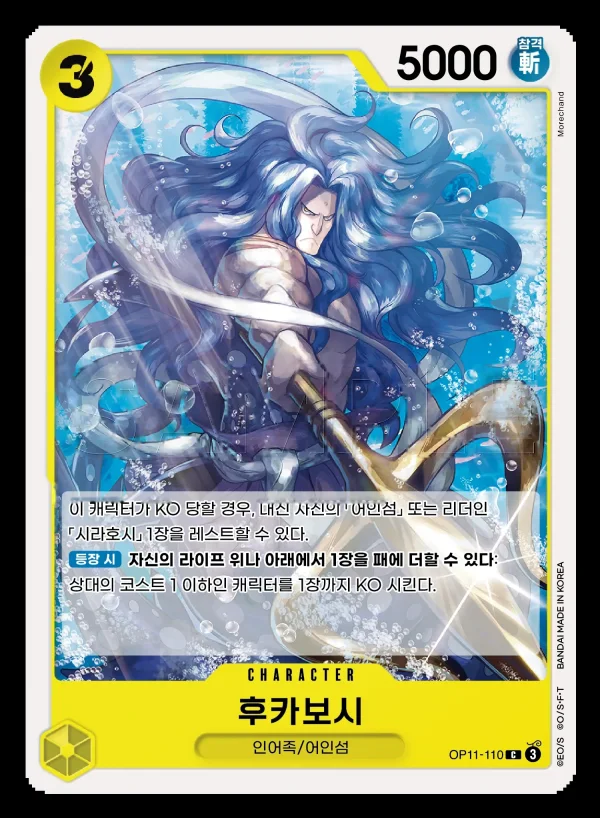 3
5000
참격
斬
Morechand
SAMPLE
이 캐릭터가 KO 당할 경우, 대신 자신의 「어인섬」 또는 리더인
「시라호시」 1장을 레스트할 수 있다.
등장 시 자신의 라이프 위나 아래에서 1장을 패에 더할 수 있다:
상대의 코스트 1 이하인 캐릭터를 1장까지 KO 시킨다.
CHARACTER
후카보시
인어족/어인섬
OP11-110 C 3
©EO/S ©O/S·F·T BANDAI MADE IN KOREA